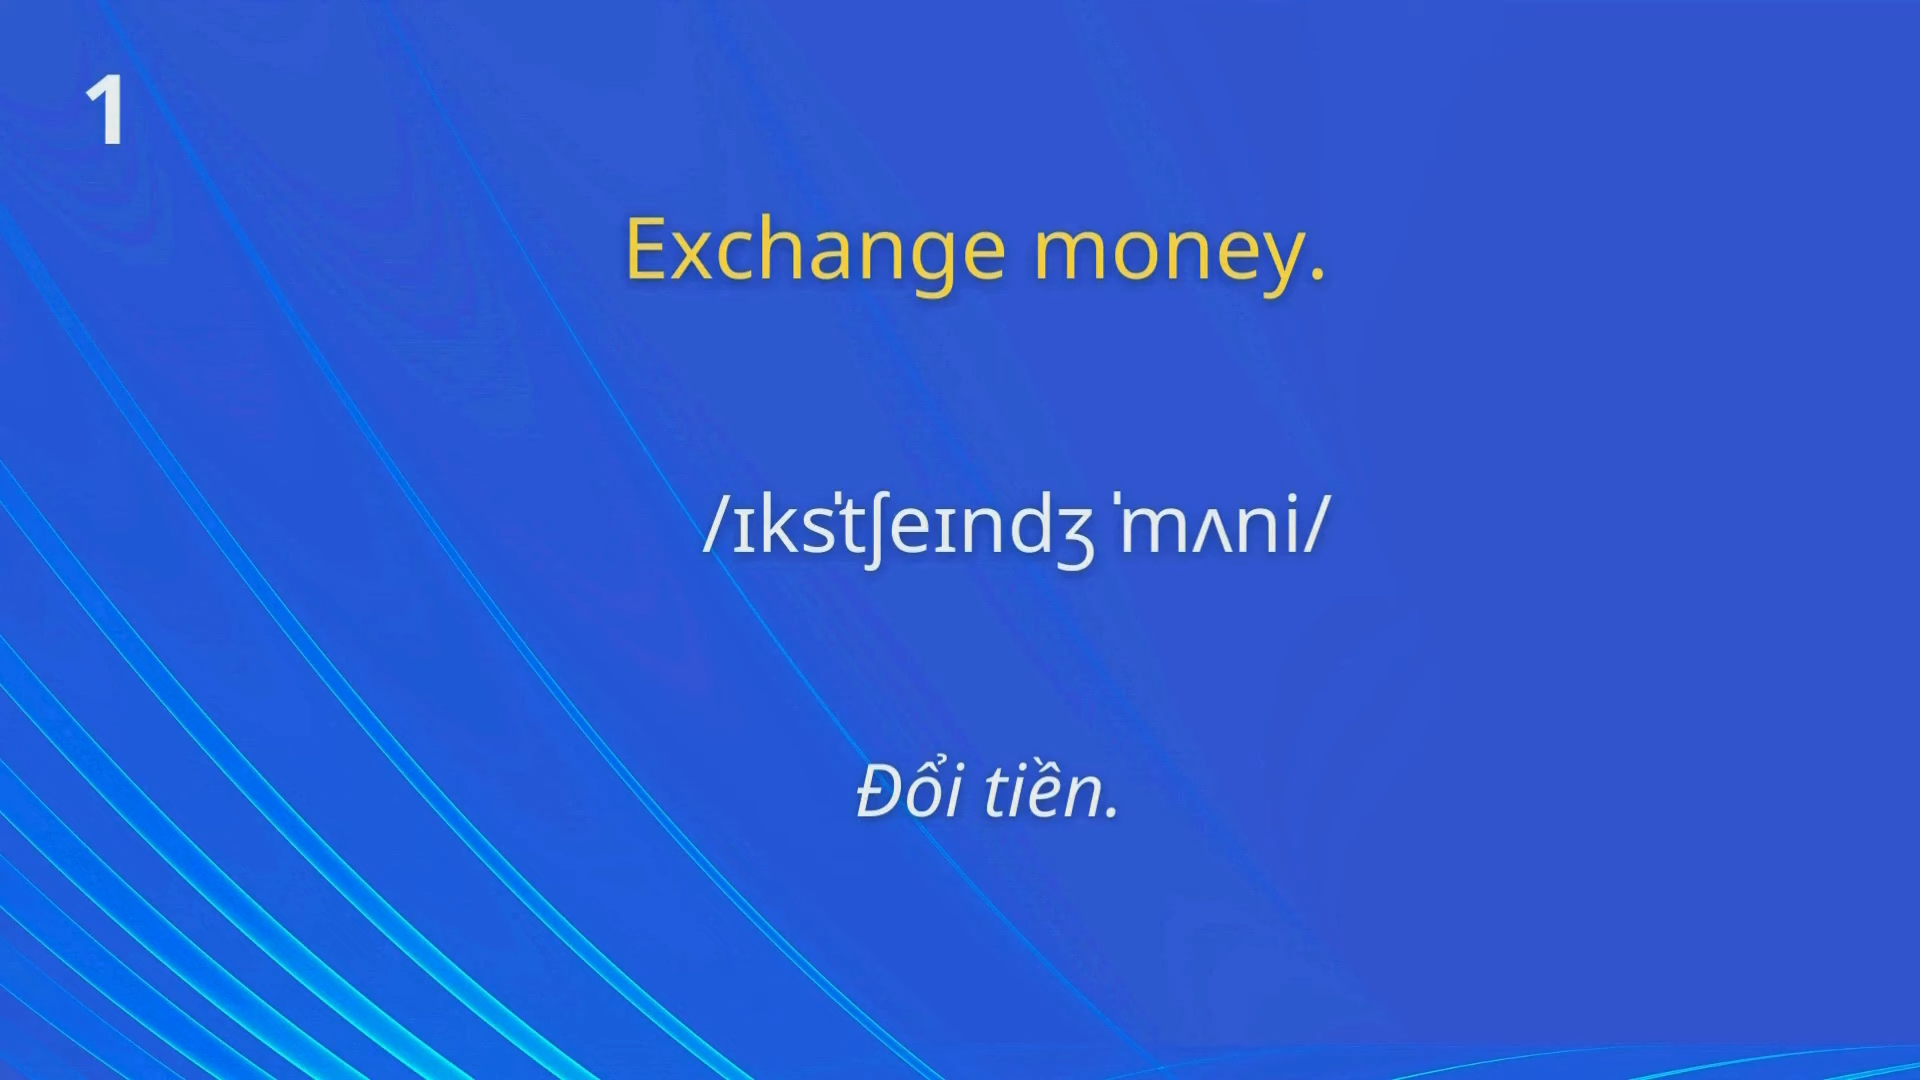 1
Exchange money.
/ɪksˈtʃeɪndʒ ˈmʌni/
Đổi tiền.